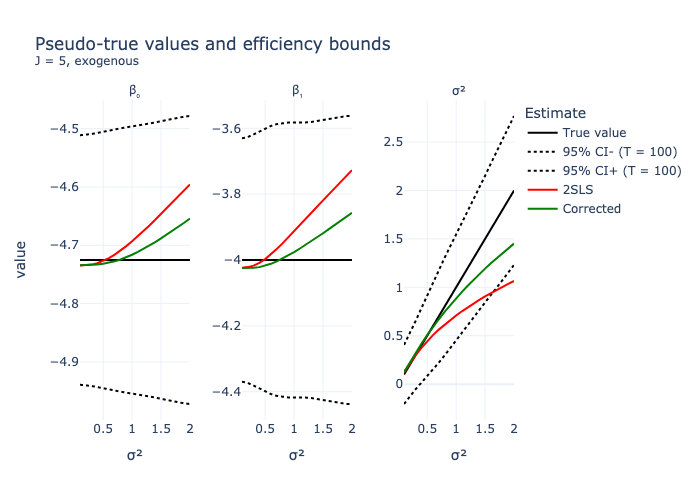 Pseudo-true values and efficiency bounds
J = 5, exogenous
β₀
β₁
σ²
Estimate
True value
95% CI- (T = 100)
95% CI+ (T = 100)
2SLS
Corrected
value
−4.5
−4.6
−4.7
−4.8
−4.9
−3.6
−3.8
−4
−4.2
−4.4
2.5
2
1.5
1
0.5
0
0.5 1 1.5 2
0.5 1 1.5 2
0.5 1 1.5 2
σ²
σ²
σ²